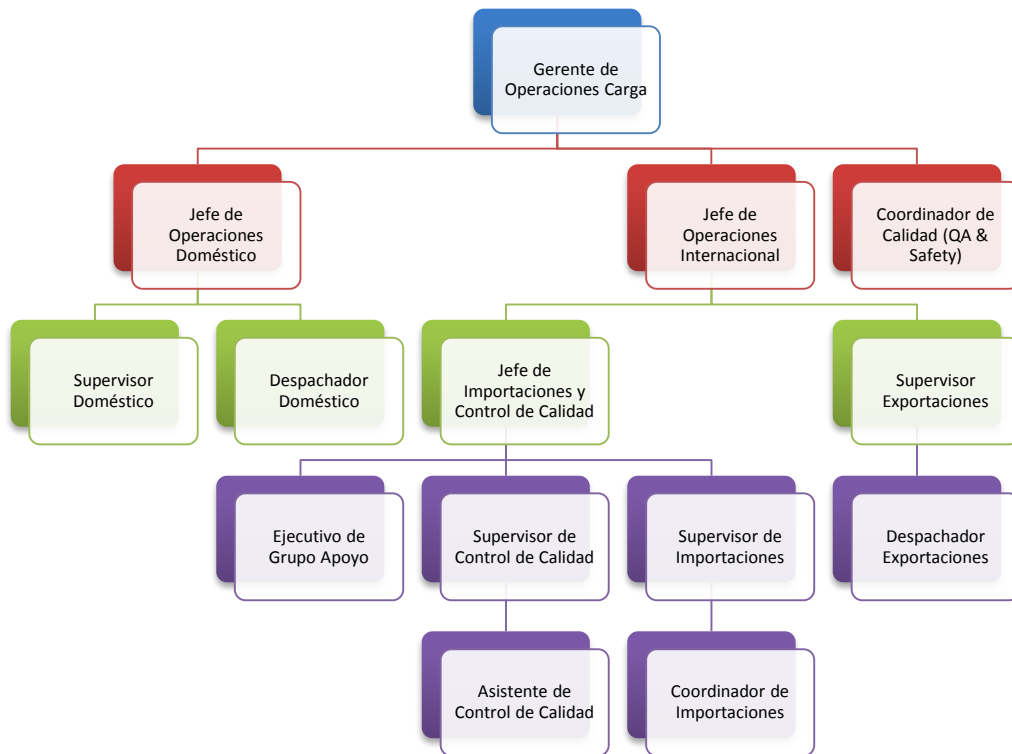 Gerente de
Operaciones Carga
Jefe de
Operaciones
Doméstico
Jefe de
Operaciones
Internacional
Coordinador de
Calidad (QA &
Safety)
Supervisor
Doméstico
Despachador
Doméstico
Jefe de
Importaciones y
Control de Calidad
Supervisor
Exportaciones
Ejecutivo de
Grupo Apoyo
Supervisor de
Control de Calidad
Supervisor de
Importaciones
Despachador
Exportaciones
Asistente de
Control de Calidad
Coordinador de
Importaciones